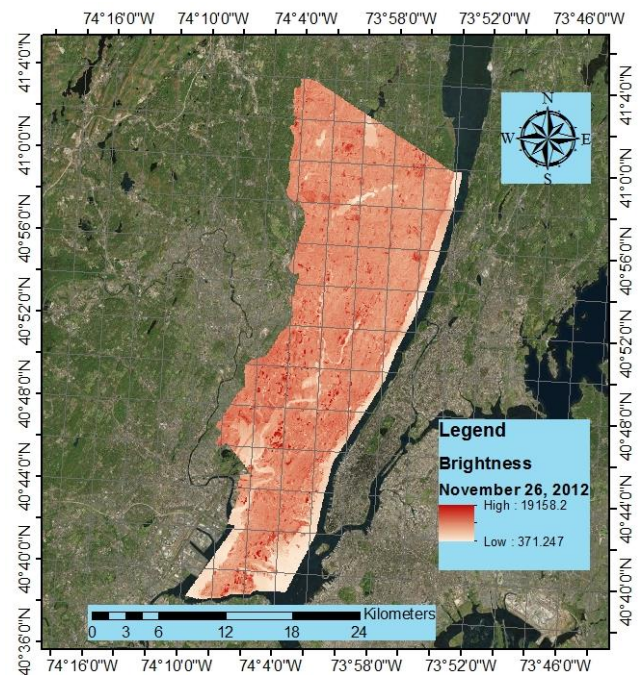 74°16'0"W 74°10'0"W 74°4'0"W 73°58'0"W 73°52'0"W 73°46'0"W
41°4'0"N
41°0'0"N
40°56'0"N
40°52'0"N
40°48'0"N
40°44'0"N
40°40'0"N
40°36'0"N
N
W E
S
41°4'0"N
41°0'0"N
40°56'0"N
40°52'0"N
40°48'0"N
40°44'0"N
40°40'0"N
Legend
Brightness
November 26, 2012
High : 19158.2
Low : 371.247
Kilometers
0 3 6 12 18 24
74°16'0"W 74°10'0"W 74°4'0"W 73°58'0"W 73°52'0"W 73°46'0"W